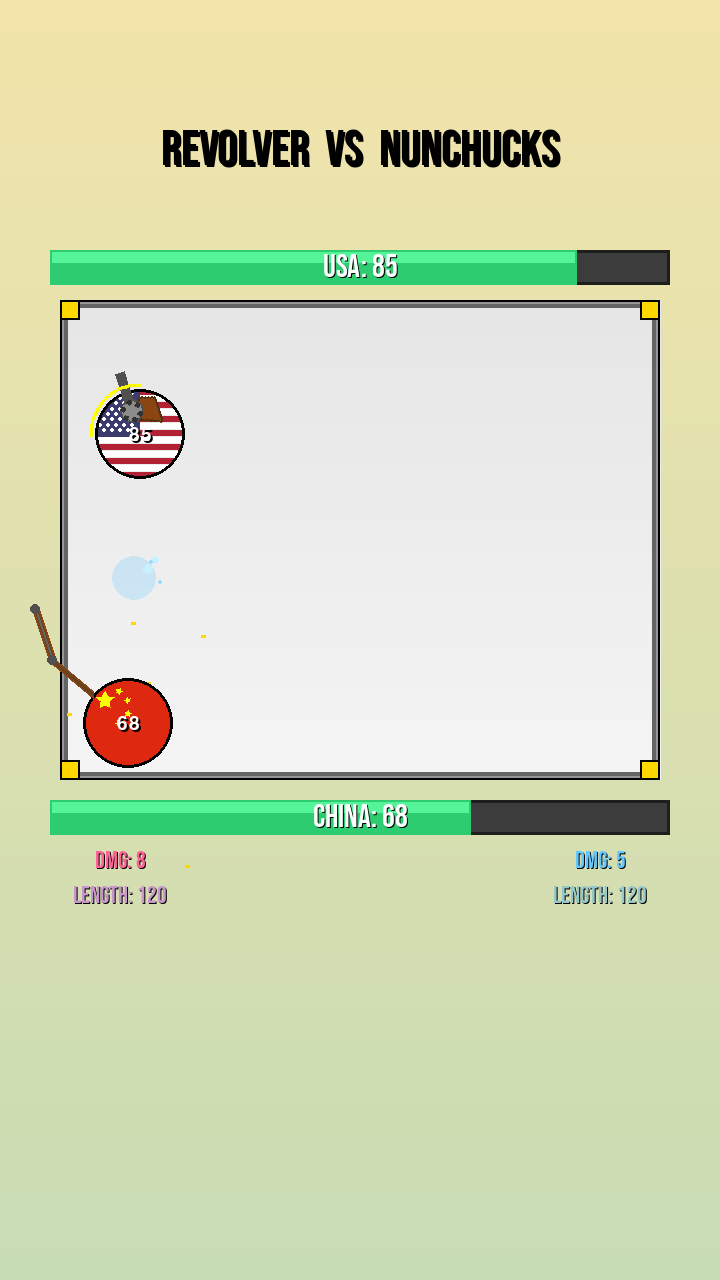 REVOLVER VS NUNCHUCKS
USA: 85
85
68
CHINA: 68
DMG: 8
DMG: 5
LENGTH: 120
LENGTH: 120